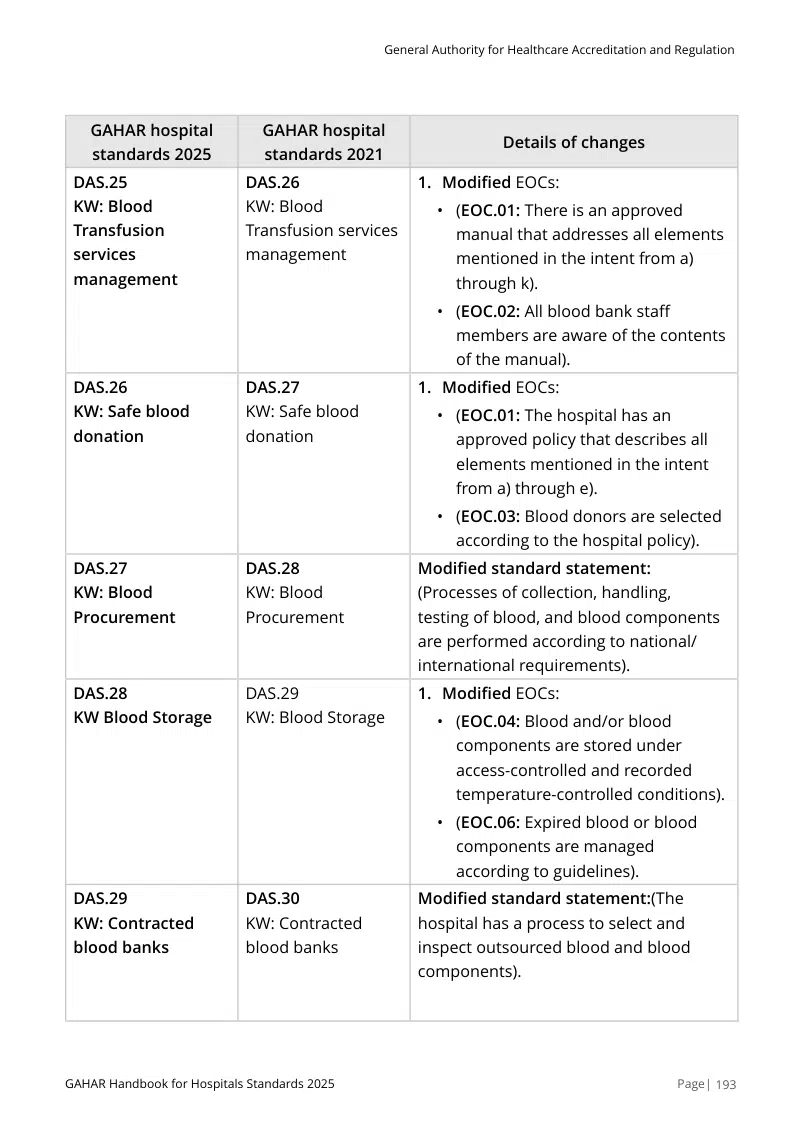 General Authority for Healthcare Accreditation and Regulation
GAHAR hospital
standards 2025
GAHAR hospital
standards 2021
Details of changes
DAS.25
KW: Blood
Transfusion
services
management
DAS.26
KW: Blood
Transfusion services
management
1. Modified EOCs:
• (EOC.01: There is an approved
manual that addresses all elements
mentioned in the intent from a)
through k).
• (EOC.02: All blood bank staff
members are aware of the contents
of the manual).
DAS.26
KW: Safe blood
donation
DAS.27
KW: Safe blood
donation
1. Modified EOCs:
• (EOC.01: The hospital has an
approved policy that describes all
elements mentioned in the intent
from a) through e).
• (EOC.03: Blood donors are selected
according to the hospital policy).
DAS.27
KW: Blood
Procurement
DAS.28
KW: Blood
Procurement
Modified standard statement:
(Processes of collection, handling,
testing of blood, and blood components
are performed according to national/
international requirements).
DAS.28
KW Blood Storage
DAS.29
KW: Blood Storage
1. Modified EOCs:
• (EOC.04: Blood and/or blood
components are stored under
access-controlled and recorded
temperature-controlled conditions).
• (EOC.06: Expired blood or blood
components are managed
according to guidelines).
DAS.29
KW: Contracted
blood banks
DAS.30
KW: Contracted
blood banks
Modified standard statement:(The
hospital has a process to select and
inspect outsourced blood and blood
components).
GAHAR Handbook for Hospitals Standards 2025
Page| 193